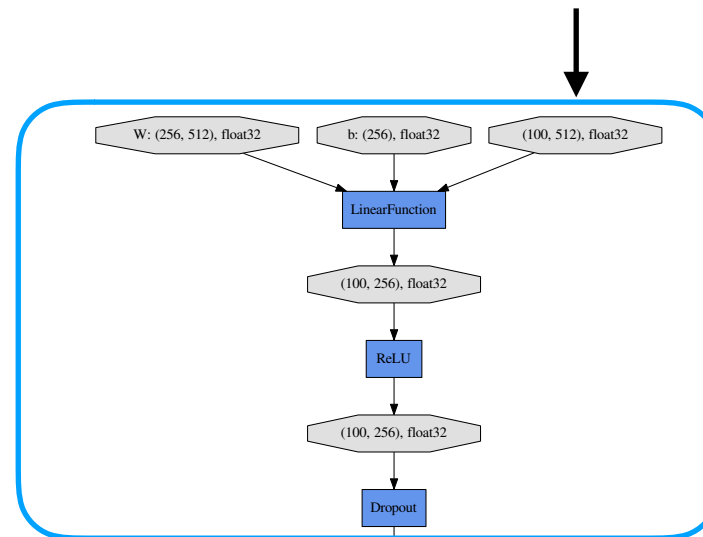 W: (256, 512), float32
b: (256), float32
(100, 512), float32
LinearFunction
(100, 256), float32
ReLU
(100, 256), float32
Dropout